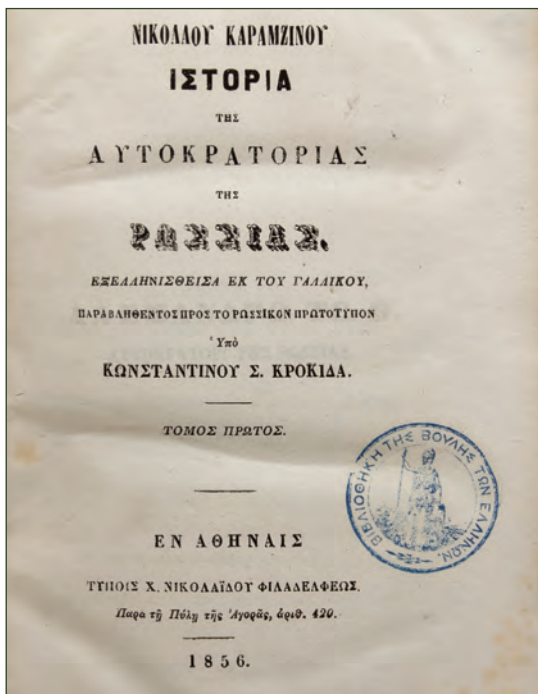 ΝΙΚΟΛΑΟΥ ΚΑΡΑΜΖΙΝΟΥ
ΙΣΤΟΡΙΑ
ΤΗΣ
ΑΥΤΟΚΡΑΤΟΡΙΑΣ
ΤΗΣ
ΡΩΣΣΙΑΣ.
ΕΞΕΛΛΗΝΙΣΘΕΙΣΑ ΕΚ ΤΟΥ ΓΑΛΛΙΚΟΥ,
ΠΑΡΑΒΛΗΘΕΝΤΟΣ ΠΡΟΣ ΤΟ ΡΩΣΣΙΚΟΝ ΠΡΩΤΟΤΥΠΟΝ
Ὑπὸ
ΚΩΝΣΤΑΝΤΙΝΟΥ Σ. ΚΡΟΚΙΔΑ.
ΤΟΜΟΣ ΠΡΩΤΟΣ.
ΒΙΒΛΙΟΘΗΚΗ ΤΗΣ ΒΟΥΛΗΣ ΤΩΝ ΕΛΛΗΝΩΝ.
ΕΝ ΑΘΗΝΑΙΣ
ΤΥΠΟΙΣ Χ. ΝΙΚΟΛΑΪΔΟΥ ΦΙΛΑΔΕΛΦΕΩΣ.
Παρὰ τῇ Πύλῃ τῆς Ἀγορᾶς, ἀριθ. 420.
1856.